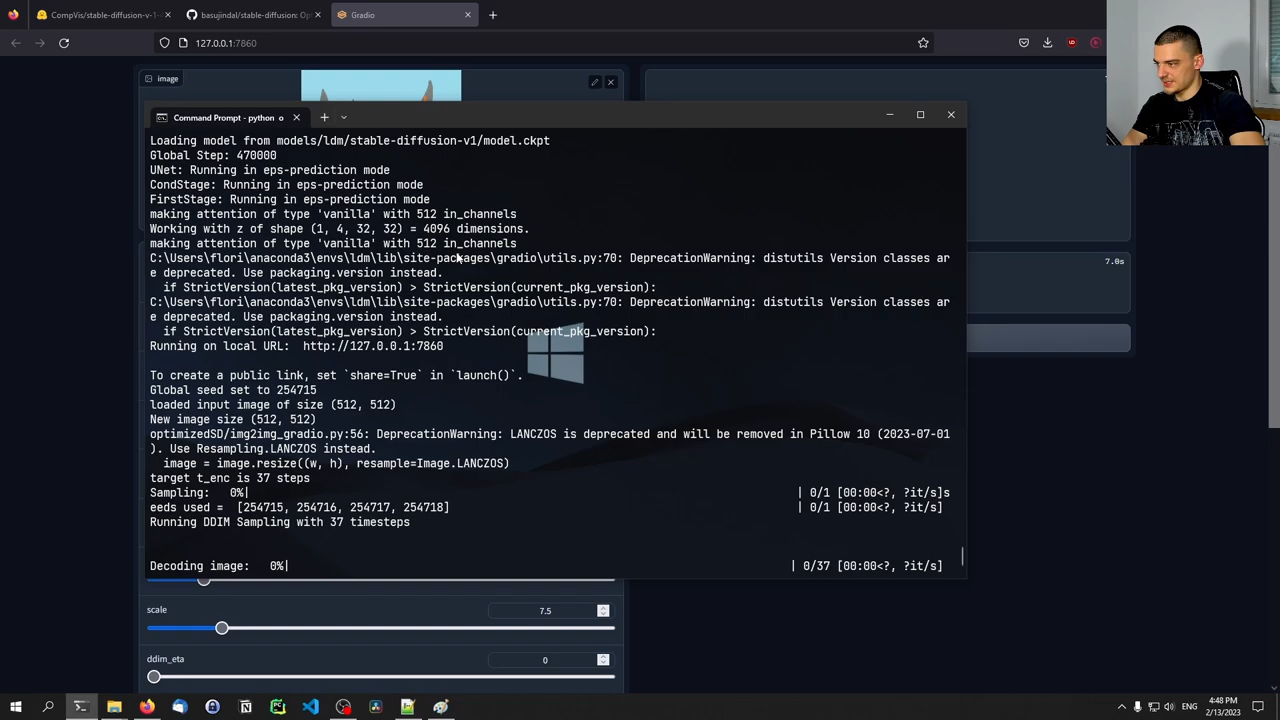 CompVis/stable-diffusion-v-1-
basujindal/stable-diffusion: Op
Gradio
127.0.0.1:7860
image
Command Prompt - python o
Loading model from models/ldm/stable-diffusion-v1/model.ckpt
Global Step: 470000
UNet: Running in eps-prediction mode
CondStage: Running in eps-prediction mode
FirstStage: Running in eps-prediction mode
making attention of type 'vanilla' with 512 in_channels
Working with z of shape (1, 4, 32, 32) = 4096 dimensions.
making attention of type 'vanilla' with 512 in_channels
C:\Users\flori\anaconda3\envs\ldm\lib\site-packages\gradio\utils.py:70: DeprecationWarning: distutils Version classes ar
e deprecated. Use packaging.version instead.
if StrictVersion(latest_pkg_version) > StrictVersion(current_pkg_version):
C:\Users\flori\anaconda3\envs\ldm\lib\site-packages\gradio\utils.py:70: DeprecationWarning: distutils Version classes ar
e deprecated. Use packaging.version instead.
if StrictVersion(latest_pkg_version) > StrictVersion(current_pkg_version):
Running on local URL:  http://127.0.0.1:7860
To create a public link, set `share=True` in `launch()`.
Global seed set to 254715
loaded input image of size (512, 512)
New image size (512, 512)
optimizedSD/img2img_gradio.py:56: DeprecationWarning: LANCZOS is deprecated and will be removed in Pillow 10 (2023-07-01
). Use Resampling.LANCZOS instead.
image = image.resize((w, h), resample=Image.LANCZOS)
target t_enc is 37 steps
Sampling:   0%| | 0/1 [00:00<?, ?it/s]s
eeds used =  [254715, 254716, 254717, 254718] | 0/1 [00:00<?, ?it/s]
Running DDIM Sampling with 37 timesteps
Decoding image:   0%| | 0/37 [00:00<?, ?it/s]
7.0s
scale
7.5
ddim_eta
0
ENG
4:48 PM
2/13/2023